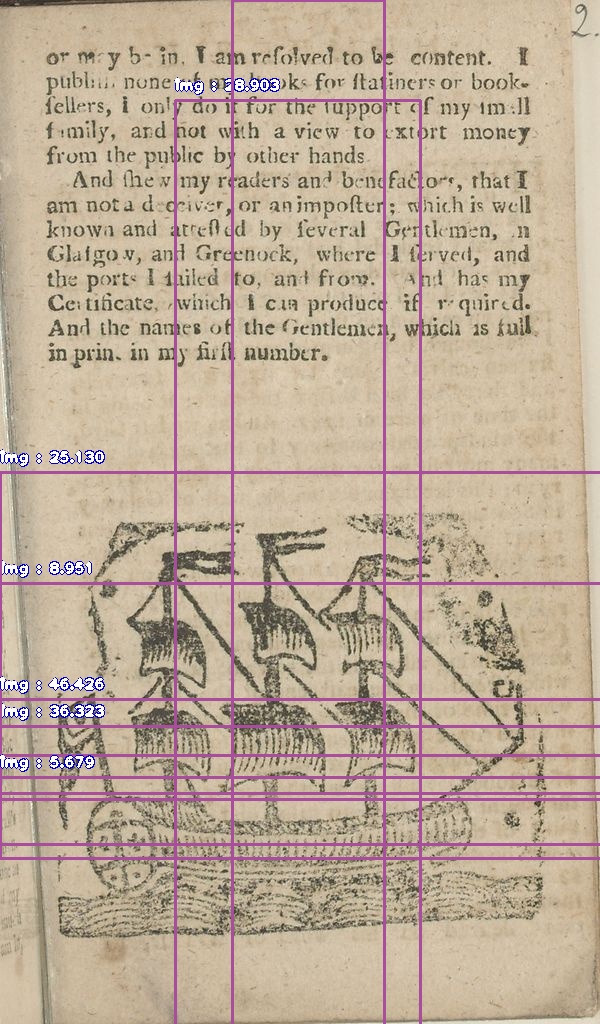 2.
or may be in, I am reſolved to be content. I
publiſh none of my books for ſtatiners or book-
ſellers, I only do it for the ſupport of my ſmall
family, and not with a view to extort money
from the public by other hands
And ſhew my readers and benefactors, that I
am not a deceiver, or an impoſter; which is well
known and atteſted by ſeveral Gentlemen, in
Glaſgow, and Greenock, where I ſerved, and
the ports I ſailed to, and from. And has my
Certificate, which I can produce if required.
And the names of the Gentlemen, which is full
in print in my firſt number.
img : 58.903
img : 25.130
img : 8.951
img : 46.426
img : 36.323
img : 5.679